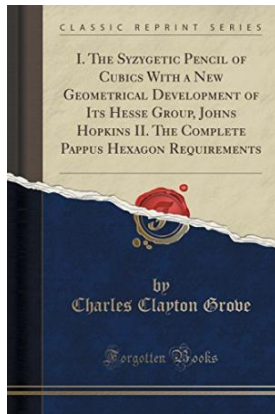 CLASSIC REPRINT SERIES
I. The Syzygetic Pencil of
Cubics With a New
Geometrical Development of
Its Hesse Group, Johns
Hopkins II. The Complete
Pappus Hexagon Requirements
by
Charles Clayton Grove
Forgotten Books